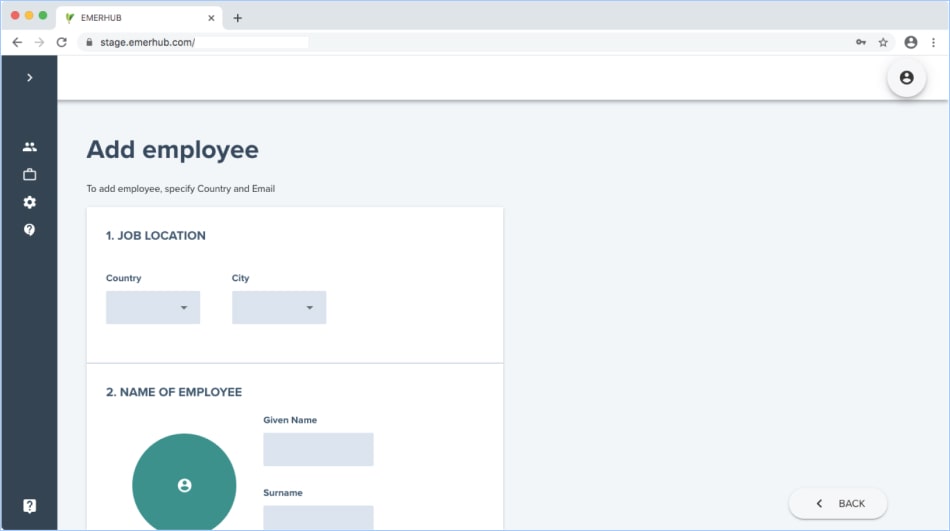 EMERHUB
stage.emerhub.com/
Add employee
To add employee, specify Country and Email
1. JOB LOCATION
Country City
2. NAME OF EMPLOYEE
Given Name
Surname
BACK